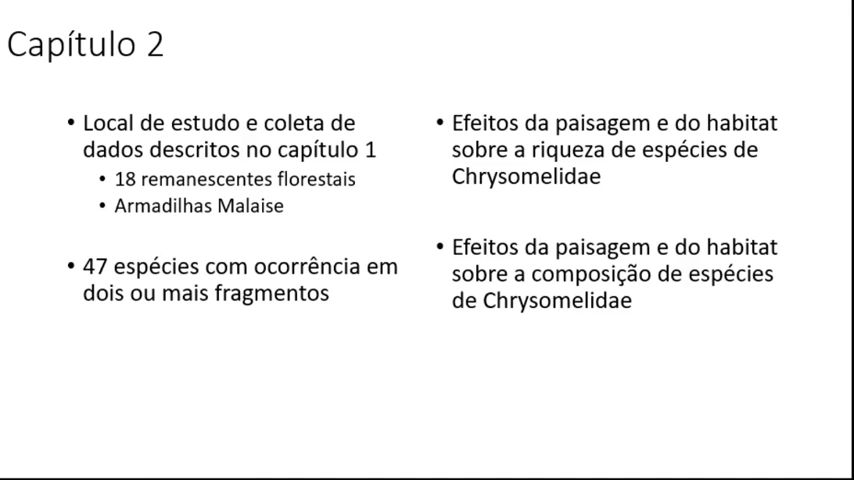 Capítulo 2
• Local de estudo e coleta de
dados descritos no capítulo 1
• 18 remanescentes florestais
• Armadilhas Malaise
• 47 espécies com ocorrência em
dois ou mais fragmentos
• Efeitos da paisagem e do habitat
sobre a riqueza de espécies de
Chrysomelidae
• Efeitos da paisagem e do habitat
sobre a composição de espécies
de Chrysomelidae